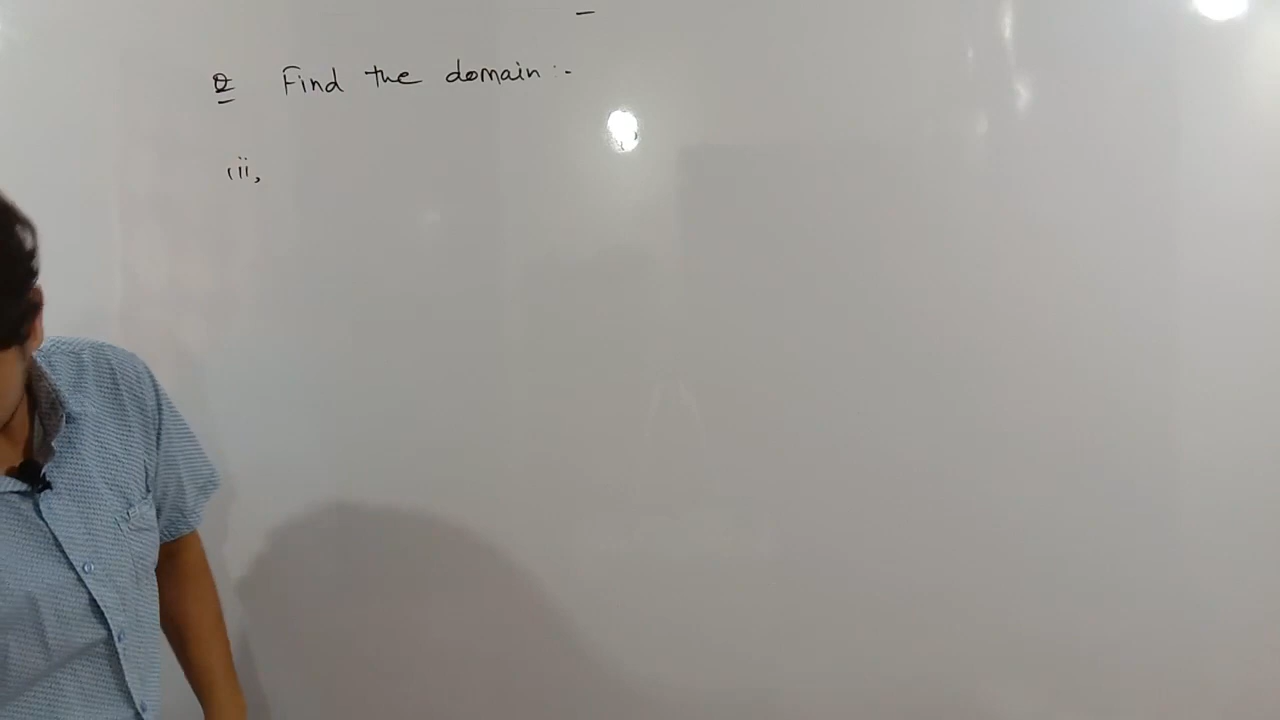 Q Find the domain :-
(ii,